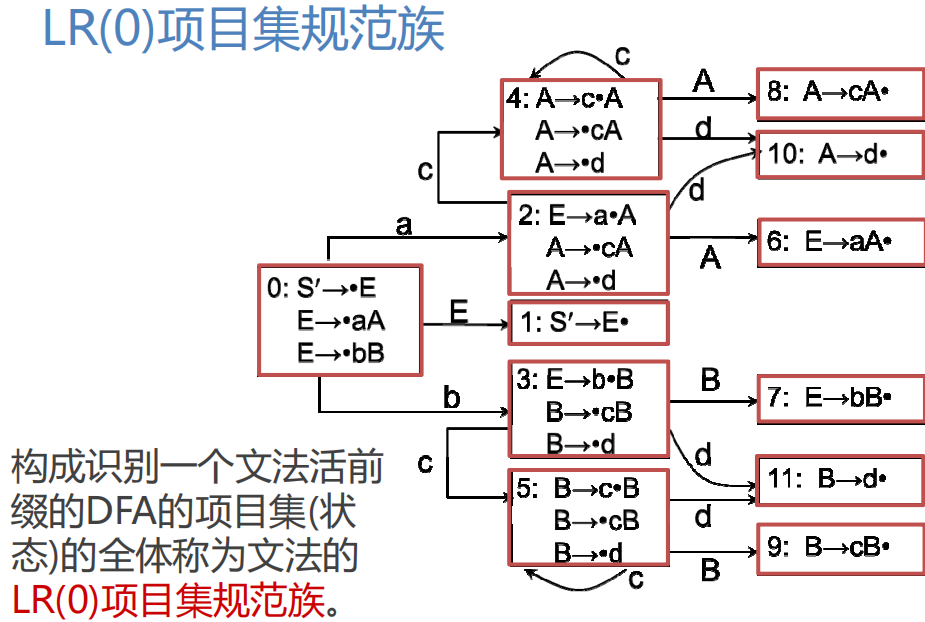 LR(0)项目集规范族
c
4: A→c•A
A→•cA
A→•d
A
8: A→cA•
d
10: A→d•
c
d
2: E→a•A
A→•cA
A→•d
a
A
6: E→aA•
0: S′→•E
E→•aA
E→•bB
E
1: S′→E•
b
3: E→b•B
B→•cB
B→•d
B
7: E→bB•
c
d
11: B→d•
5: B→c•B
B→•cB
B→•d
d
B
9: B→cB•
c
构成识别一个文法活前
缀的DFA的项目集(状
态)的全体称为文法的
LR(0)项目集规范族。